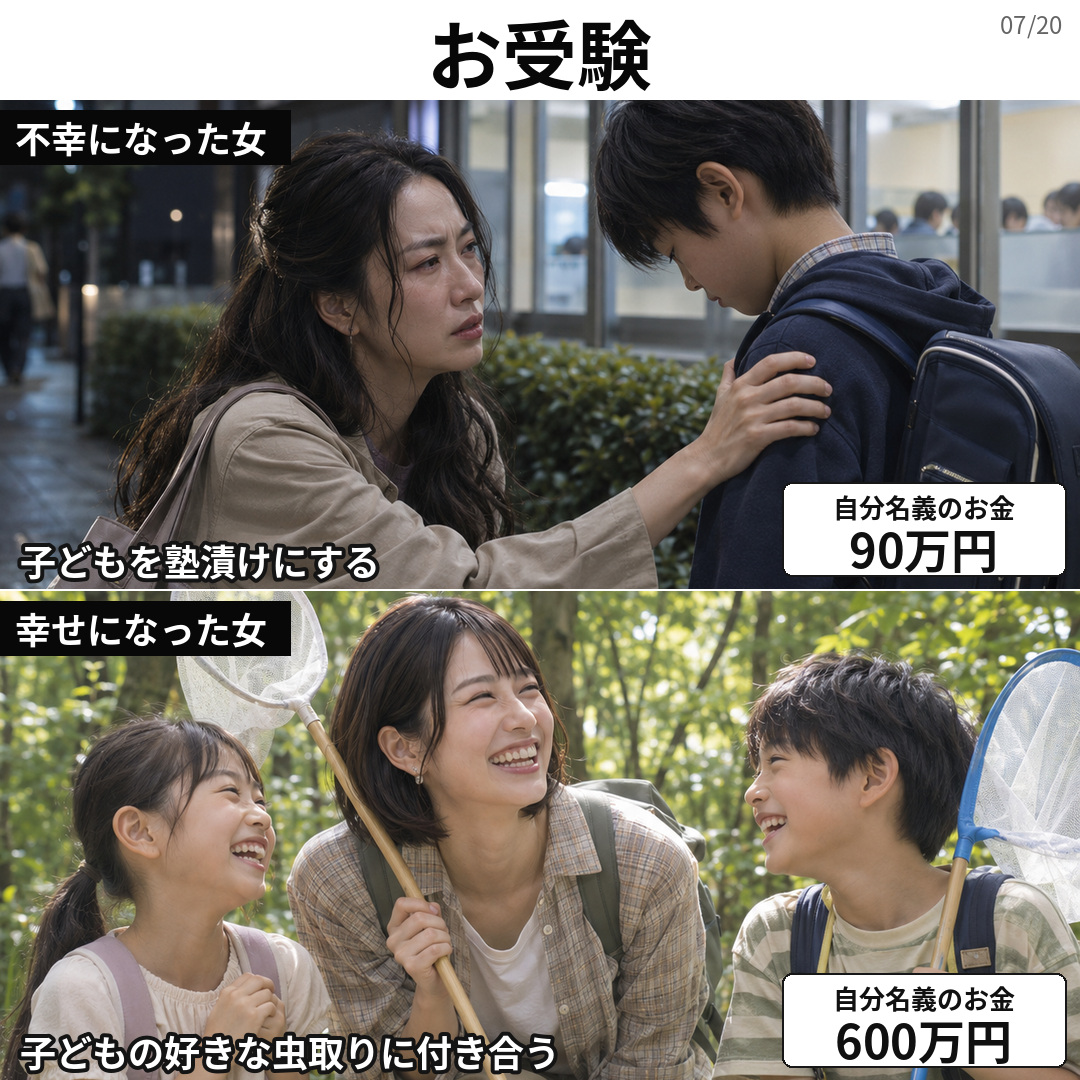 お受験
07/20
不幸になった女
子どもを塾漬けにする
自分名義のお金
90万円
幸せになった女
子どもの好きな虫取りに付き合う
自分名義のお金
600万円